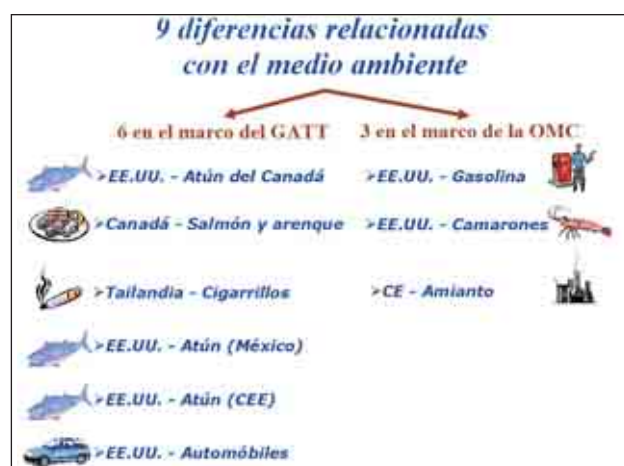 9 diferencias relacionadas
con el medio ambiente
6 en el marco del GATT
➢EE.UU. - Atún del Canadá
➢Canadá - Salmón y arenque
➢Tailandia - Cigarrillos
➢EE.UU. - Atún (México)
➢EE.UU. - Atún (CEE)
➢EE.UU. - Automóbiles
3 en el marco de la OMC
➢EE.UU. - Gasolina
➢EE.UU. - Camarones
➢CE - Amianto